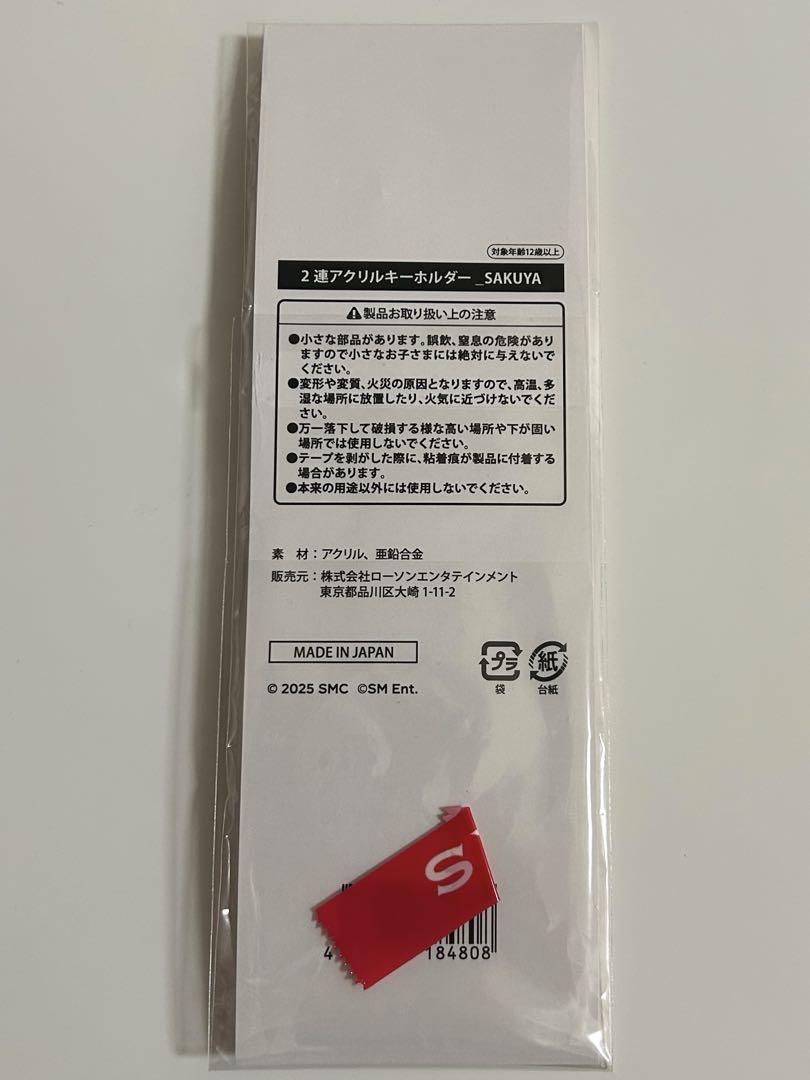 対象年齢12歳以上
2連アクリルキーホルダー_SAKUYA
製品お取り扱い上の注意
●小さな部品があります。誤飲、窒息の危険があり
ますので小さなお子さまには絶対に与えないで
ください。
●変形や変質、火災の原因となりますので、高温、多
湿な場所に放置したり、火気に近づけないでくだ
さい。
●万一落下して破損する様な高い場所や下が固い
場所では使用しないでください。
●テープを剥がした際に、粘着痕が製品に付着する
場合があります。
●本来の用途以外には使用しないでください。
素 材：アクリル、亜鉛合金
販売元：株式会社ローソンエンタテインメント
東京都品川区大崎1-11-2
MADE IN JAPAN
プラ 紙
袋 台紙
© 2025 SMC ©SM Ent.
S
4 184808